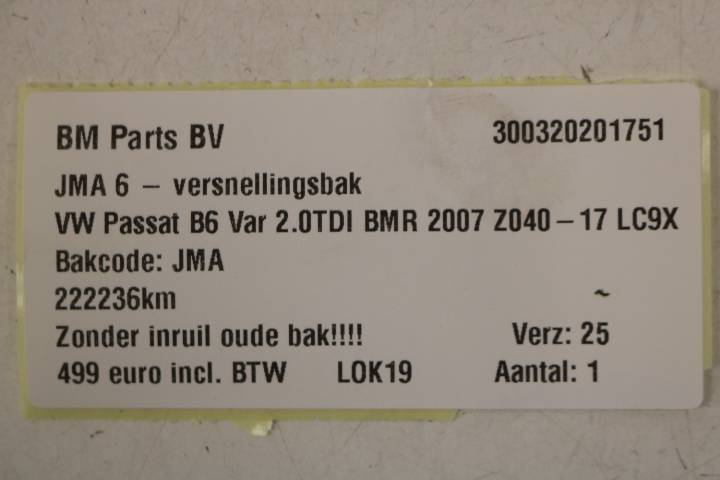 BM Parts BV 300320201751
JMA 6 – versnellingsbak
VW Passat B6 Var 2.0TDI BMR 2007 Z040–17 LC9X
Bakcode: JMA
222236km ~
Zonder inruil oude bak!!!! Verz: 25
499 euro incl. BTW LOK19 Aantal: 1